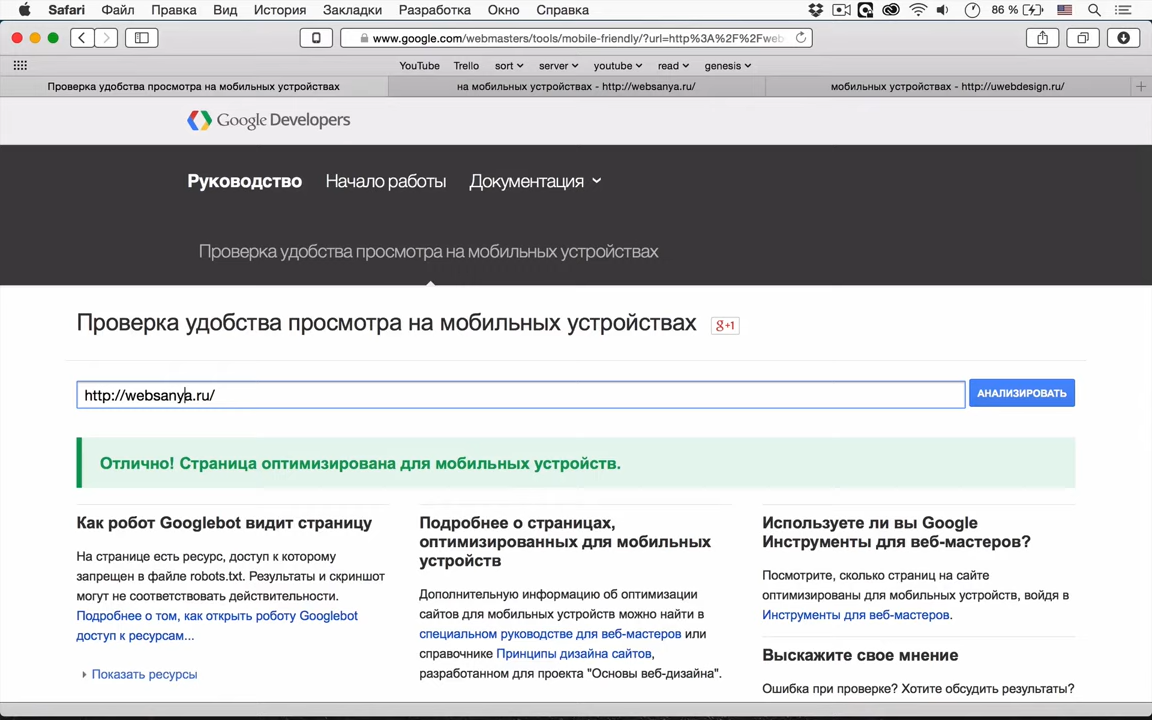 Safari Файл Правка Вид История Закладки Разработка Окно Справка 86 %
www.google.com/webmasters/tools/mobile-friendly/?url=http%3A%2F%2Fweb
YouTube Trello sort server youtube read genesis
Проверка удобства просмотра на мобильных устройствах
на мобильных устройствах - http://websanya.ru/
мобильных устройствах - http://uwebdesign.ru/
Google Developers
Руководство Начало работы Документация
Проверка удобства просмотра на мобильных устройствах
Проверка удобства просмотра на мобильных устройствах g+1
http://websanya.ru/
АНАЛИЗИРОВАТЬ
Отлично! Страница оптимизирована для мобильных устройств.
Как робот Googlebot видит страницу
На странице есть ресурс, доступ к которому
запрещен в файле robots.txt. Результаты и скриншот
могут не соответствовать действительности.
Подробнее о том, как открыть роботу Googlebot
доступ к ресурсам...
Показать ресурсы
Подробнее о страницах,
оптимизированных для мобильных
устройств
Дополнительную информацию об оптимизации
сайтов для мобильных устройств можно найти в
специальном руководстве для веб-мастеров или
справочнике Принципы дизайна сайтов,
разработанном для проекта "Основы веб-дизайна".
Используете ли вы Google
Инструменты для веб-мастеров?
Посмотрите, сколько страниц на сайте
оптимизированы для мобильных устройств, войдя в
Инструменты для веб-мастеров.
Выскажите свое мнение
Ошибка при проверке? Хотите обсудить результаты?